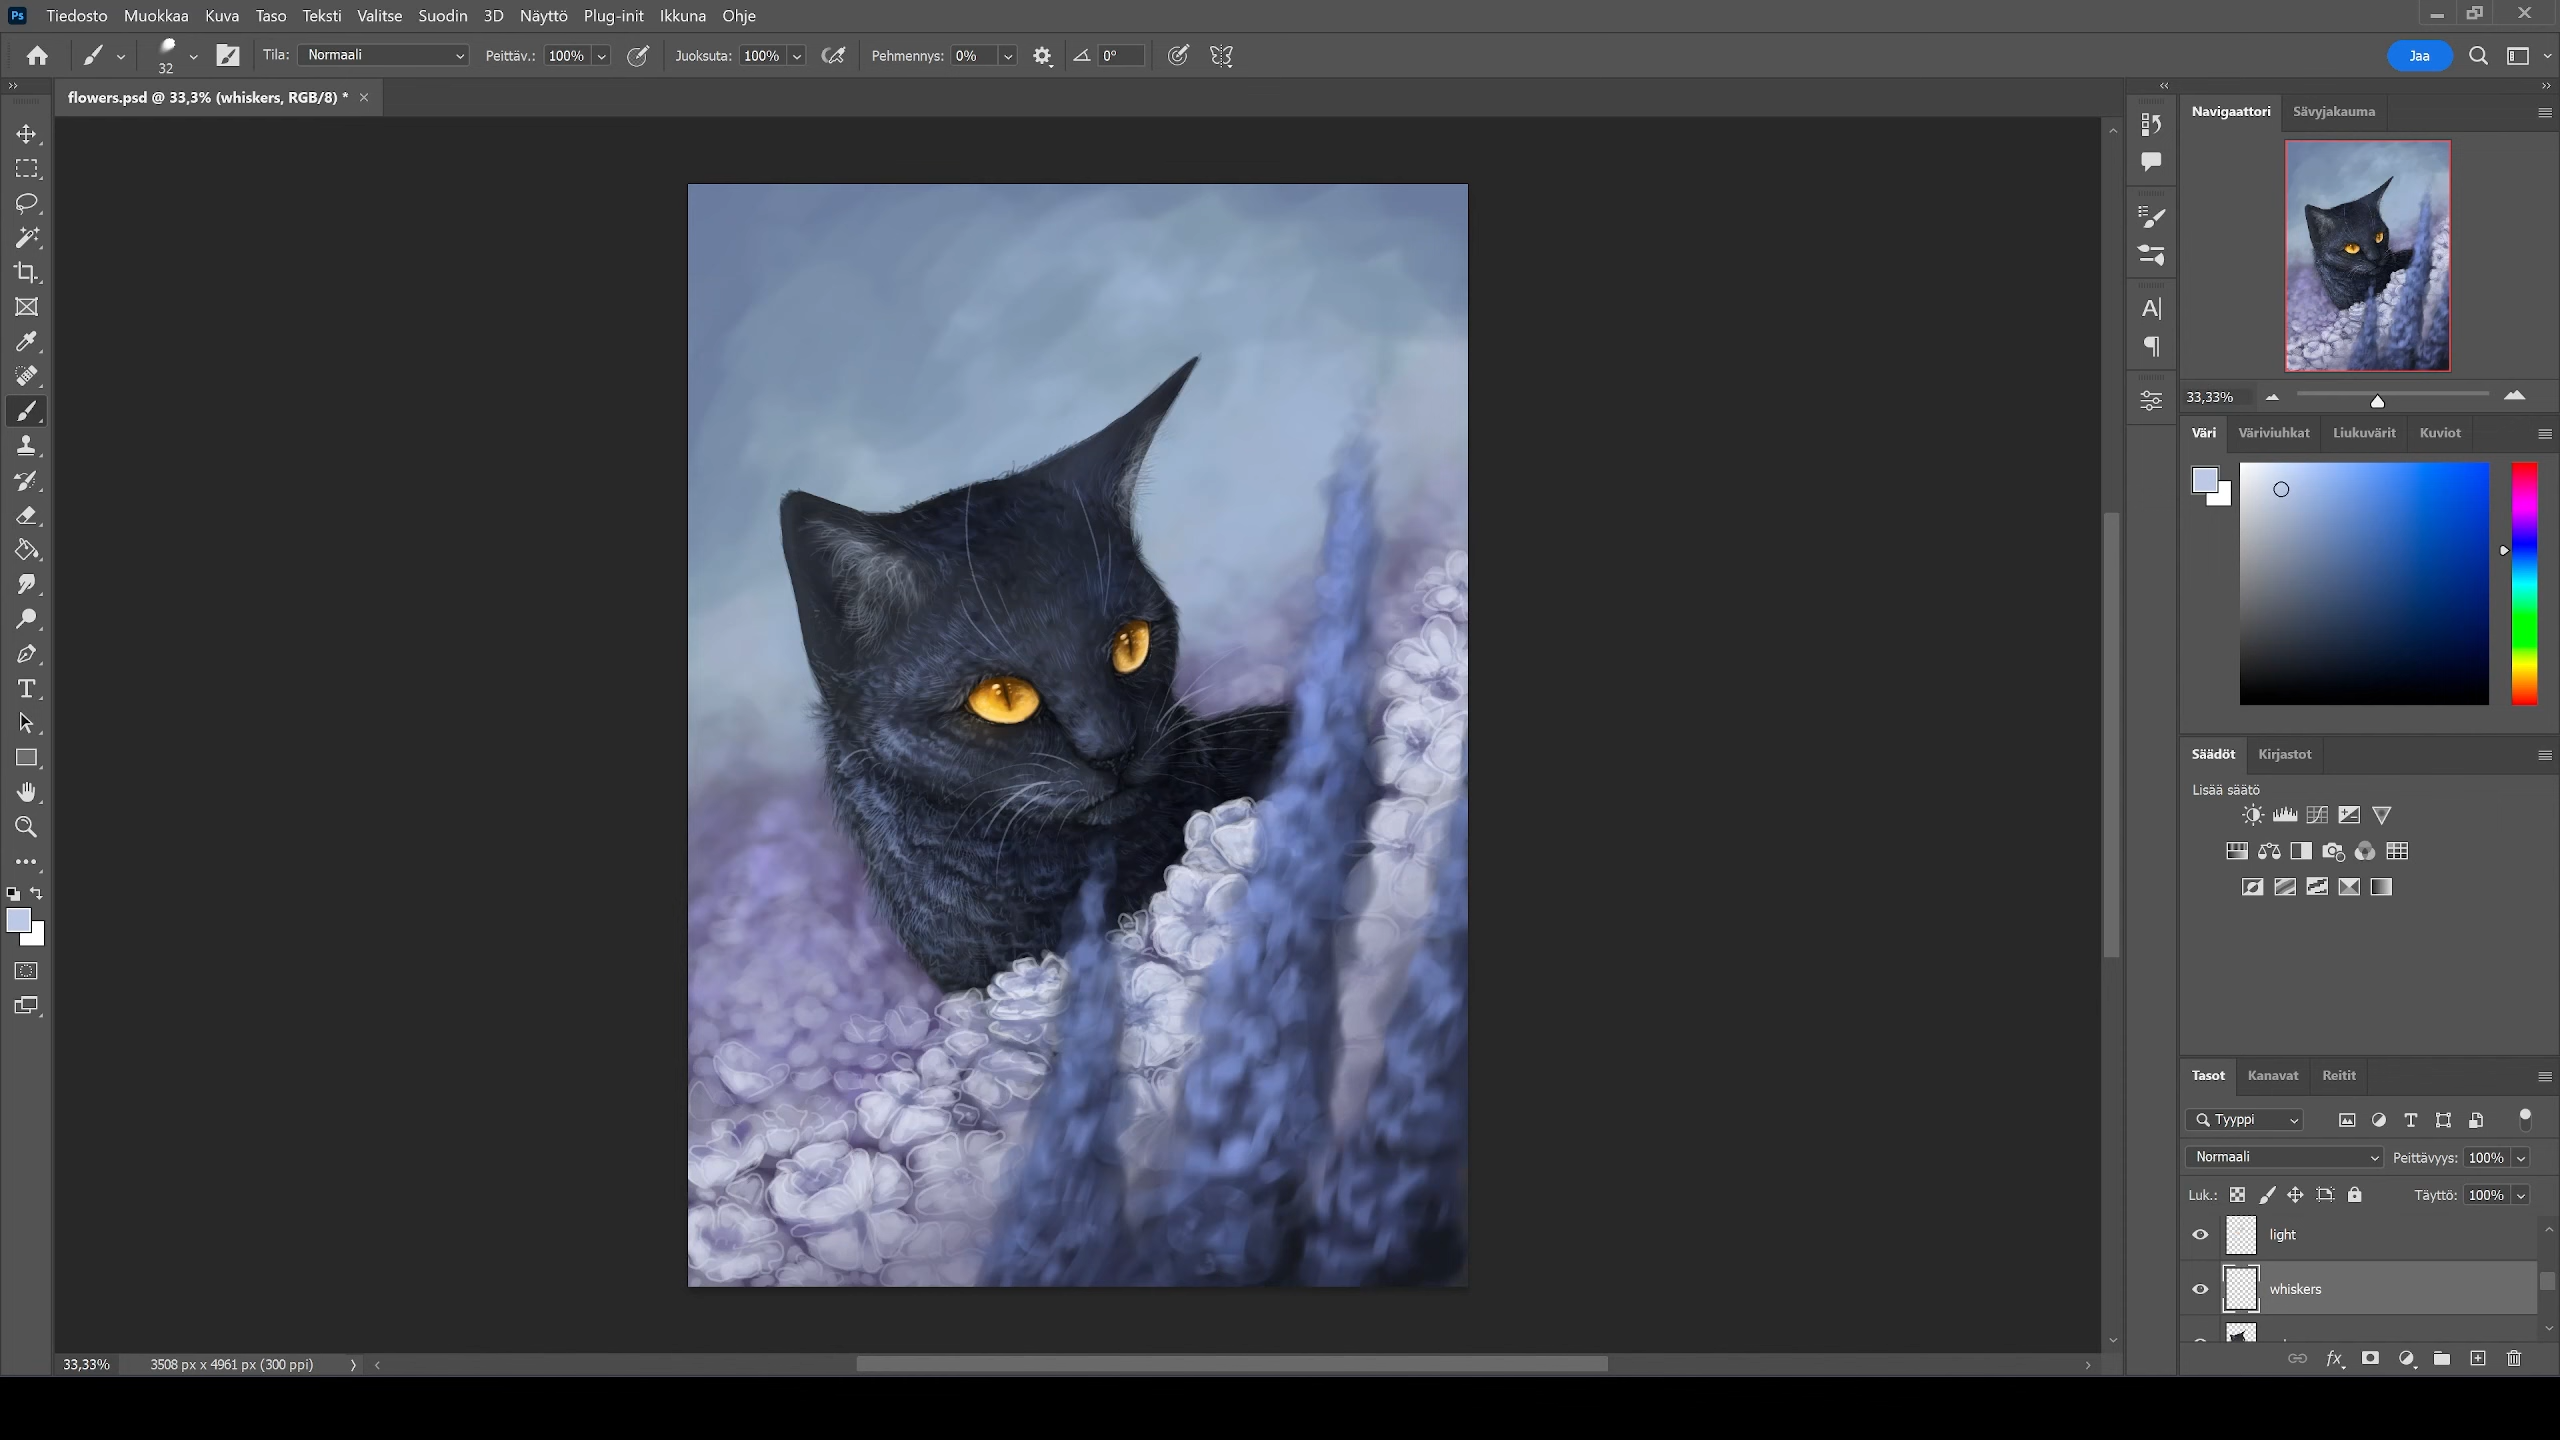 Ps Tiedosto Muokkaa Kuva Taso Teksti Valitse Suodin 3D Näyttö Plug-init Ikkuna Ohje
32 Tila: Normaali Peittäv.: 100% Juoksuta: 100% Pehmennys: 0% 0° Jaa
flowers.psd @ 33,3% (whiskers, RGB/8) *
Navigaattori Sävyjakauma
33,33%
Väri Väriviuhkat Liukuvärit Kuviot
Säädöt Kirjastot
Lisää säätö
Tasot Kanavat Reitit
Tyyppi
Normaali Peittävyys: 100%
Luk.: Täyttö: 100%
light
whiskers
33,33% 3508 px x 4961 px (300 ppi)